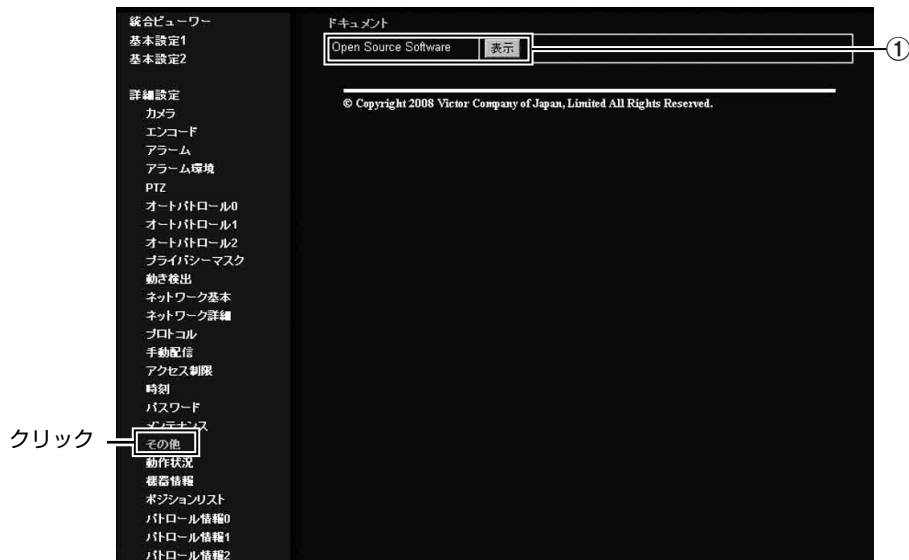 統合ビューワー
基本設定1
基本設定2
詳細設定
カメラ
エンコード
アラーム
アラーム環境
PTZ
オートパトロール0
オートパトロール1
オートパトロール2
プライバシーマスク
動き検出
ネットワーク基本
ネットワーク詳細
プロトコル
手動配信
アクセス制限
時刻
パスワード
メンテナンス
その他
動作状況
機器情報
ポジションリスト
パトロール情報0
パトロール情報1
パトロール情報2
クリック
ドキュメント
Open Source Software 表示
①
© Copyright 2008 Victor Company of Japan, Limited All Rights Reserved.